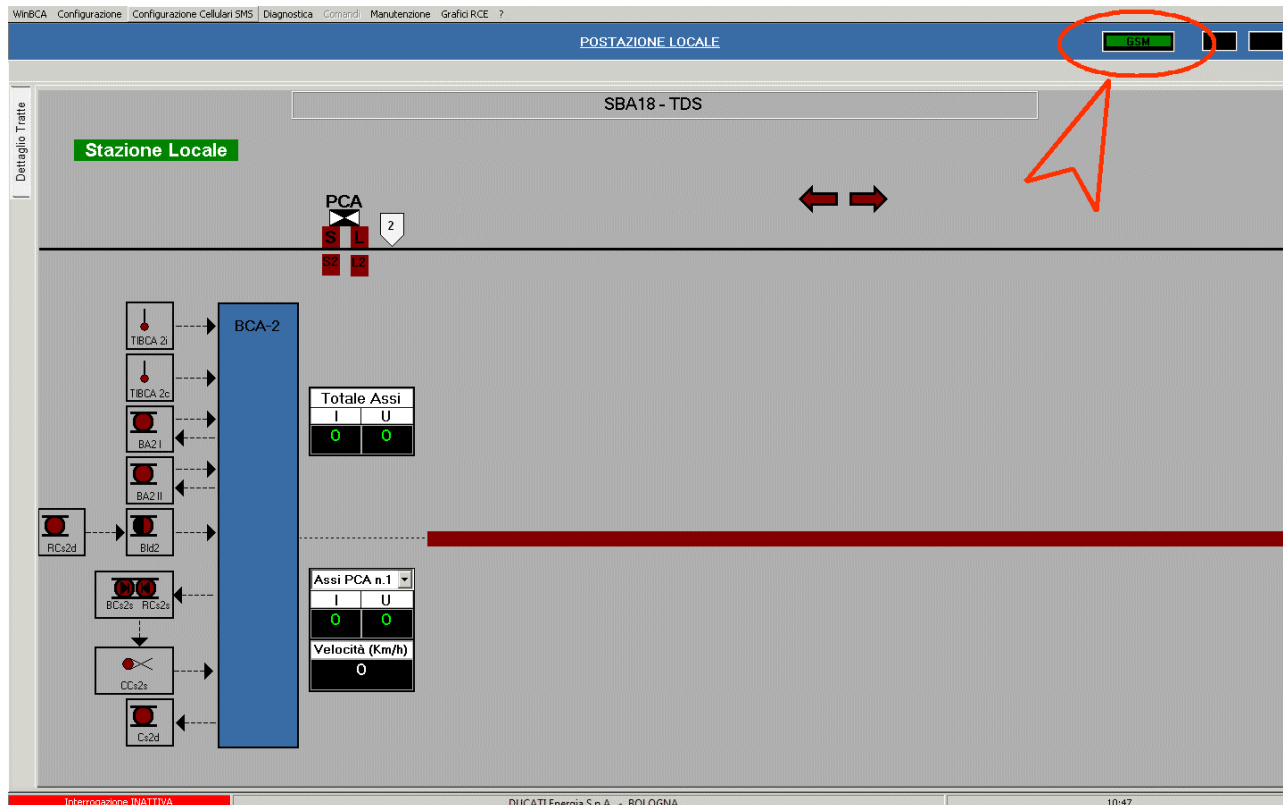 WinBCA Configurazione Configurazione Cellulari SMS Diagnostica Comandi Manutenzione Grafici RCE ?
POSTAZIONE LOCALE
GSM
SBA18 - TDS
Dettaglio Tratte
Stazione Locale
PCA
S L
2
S2 L2
BCA-2
TIBCA 2i
TIBCA 2c
Totale Assi
I U
0 0
BA2 I
BA2 II
RCs2d
Bld2
Assi PCA n.1
I U
0 0
Velocità (Km/h)
0
BCs2s RCs2s
CCs2s
Cs2d
Interrogazione INATTIVA
DUCATI Energia S.p.A. - BOLOGNA
10:47